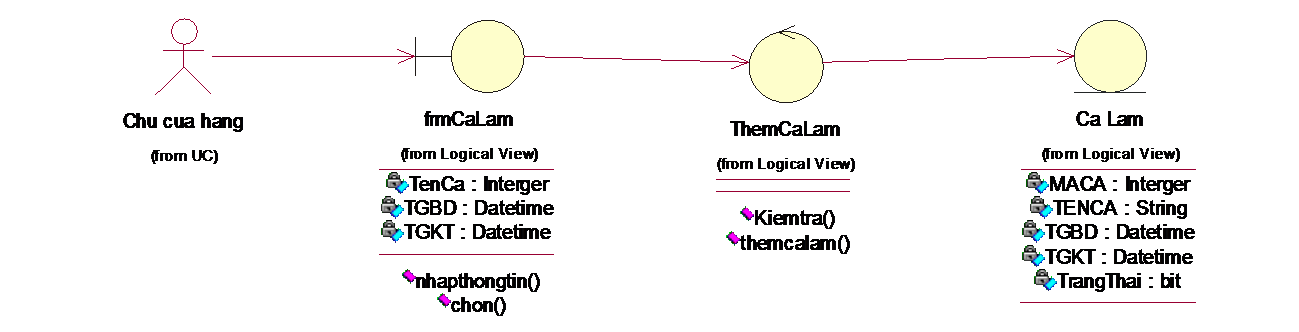 Chu cua hang
(from UC)
frmCaLam
(from Logical View)
TenCa : Interger
TGBD : Datetime
TGKT : Datetime
nhapthongtin()
chon()
ThemCaLam
(from Logical View)
Kiemtra()
themcalam()
Ca Lam
(from Logical View)
MACA : Interger
TENCA : String
TGBD : Datetime
TGKT : Datetime
TrangThai : bit